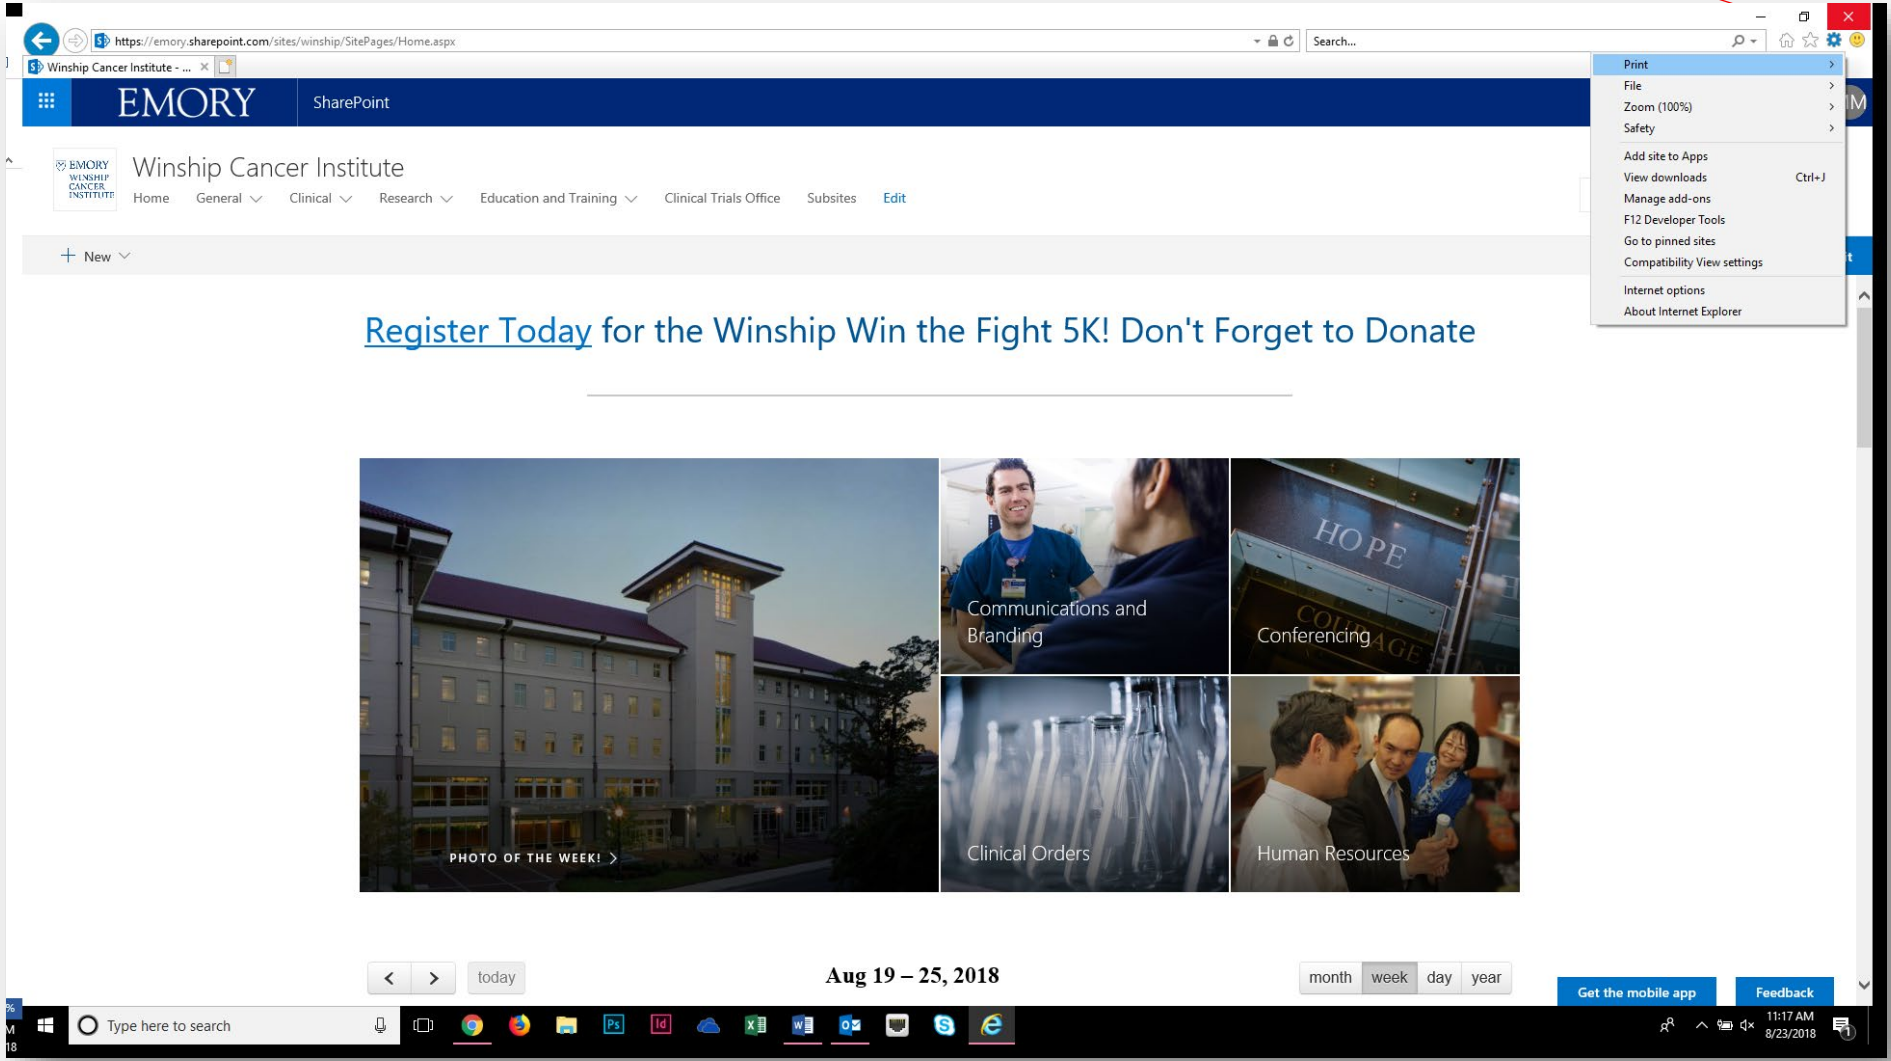 https://emory.sharepoint.com/sites/winship/SitePages/Home.aspx
Search...
Winship Cancer Institute - ...
EMORY
SharePoint
Print
File
Zoom (100%)
Safety
Add site to Apps
View downloads Ctrl+J
Manage add-ons
F12 Developer Tools
Go to pinned sites
Compatibility View settings
Internet options
About Internet Explorer
EMORY
WINSHIP
CANCER
INSTITUTE
Winship Cancer Institute
Home General Clinical Research Education and Training Clinical Trials Office Subsites Edit
+ New
Register Today for the Winship Win the Fight 5K! Don't Forget to Donate
HOPE
COURAGE
Communications and
Branding
Conferencing
PHOTO OF THE WEEK! >
Clinical Orders
Human Resources
< > today
Aug 19 – 25, 2018
month week day year
Get the mobile app
Feedback
Type here to search
Ps
Id
11:17 AM
8/23/2018